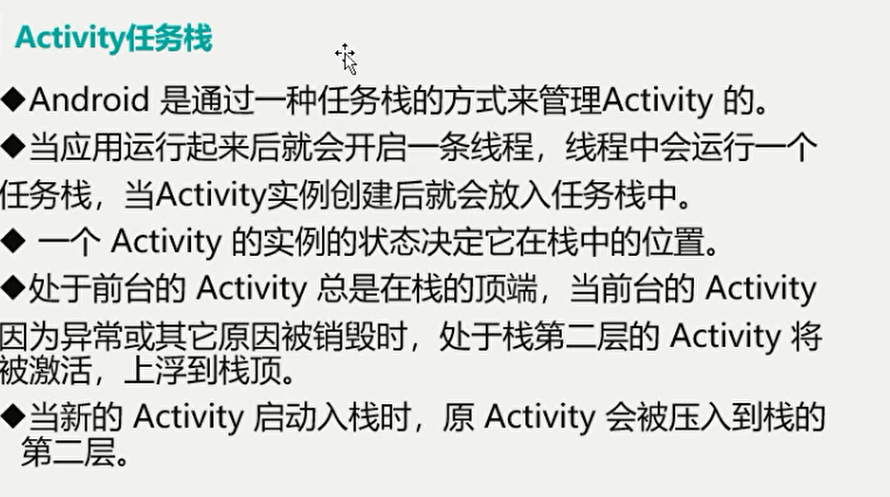 Activity任务栈
◆Android 是通过一种任务栈的方式来管理Activity 的。
◆当应用运行起来后就会开启一条线程，线程中会运行一个
任务栈，当Activity实例创建后就会放入任务栈中。
◆ 一个 Activity 的实例的状态决定它在栈中的位置。
◆处于前台的 Activity 总是在栈的顶端，当前台的 Activity
因为异常或其它原因被销毁时，处于栈第二层的 Activity 将
被激活，上浮到栈顶。
◆当新的 Activity 启动入栈时，原 Activity 会被压入到栈的
第二层。